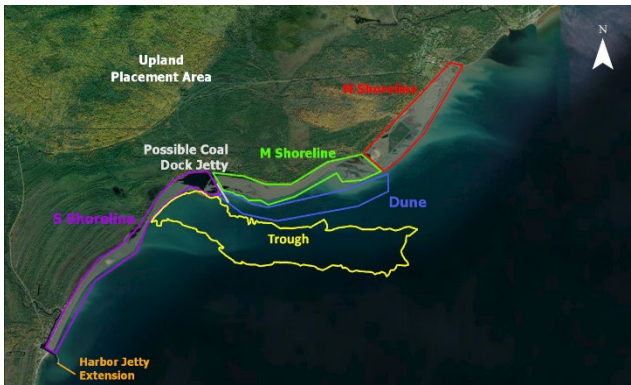 N
Upland
Placement Area
N Shoreline
Possible Coal
Dock Jetty
M Shoreline
Dune
S Shoreline
Trough
Harbor Jetty
Extension